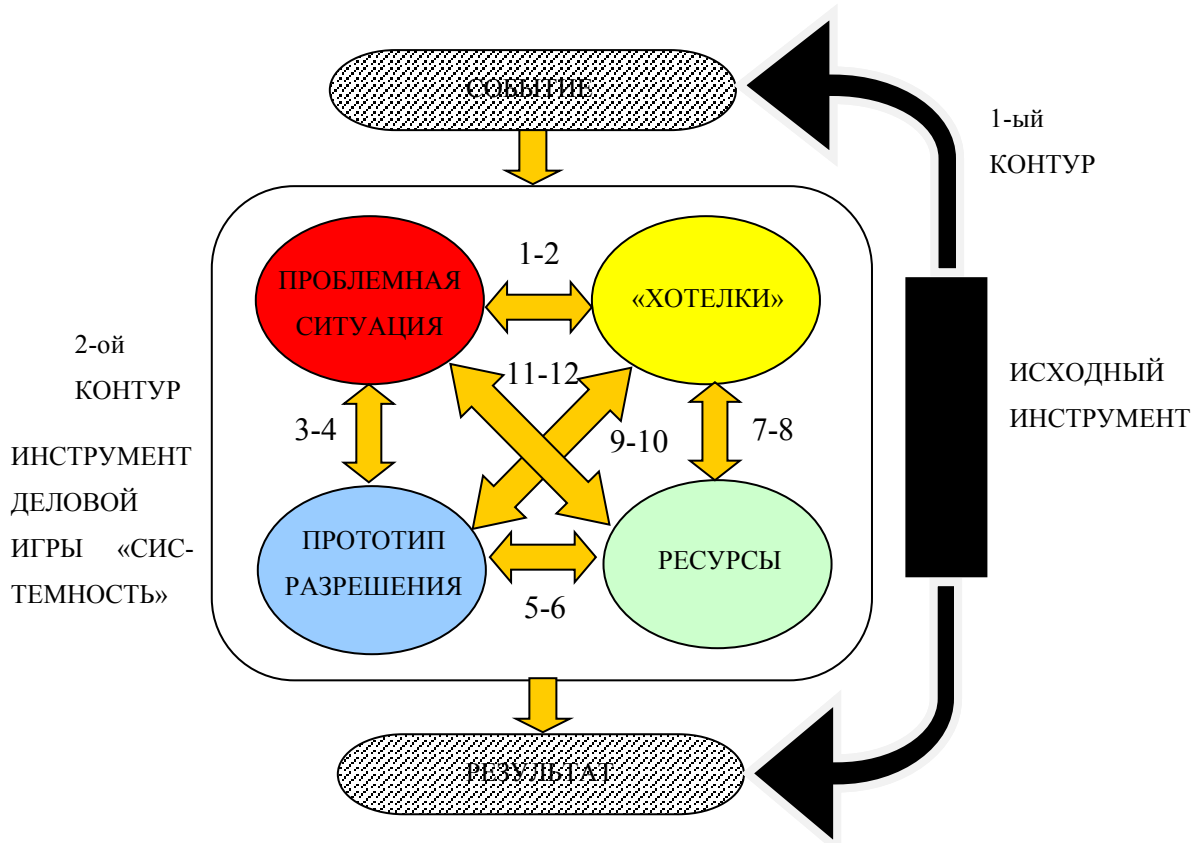 СОБЫТИЕ
1-ый
КОНТУР
ПРОБЛЕМНАЯ
СИТУАЦИЯ
1-2
«ХОТЕЛКИ»
2-ой
КОНТУР
11-12
ИСХОДНЫЙ
ИНСТРУМЕНТ
3-4
9-10
7-8
ИНСТРУМЕНТ
ДЕЛОВОЙ
ИГРЫ «СИС-
ТЕМНОСТЬ»
ПРОТОТИП
РАЗРЕШЕНИЯ
РЕСУРСЫ
5-6
РЕЗУЛЬТАТ